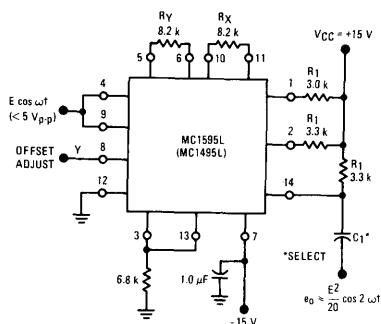 RY
8.2 k
RX
8.2 k
VCC = +15 V
5
6
10
11
4
1
R1
3.0 k
E cos ωt
(< 5 Vp-p)
9
MC1595L
(MC1495L)
2
R1
3.3 k
OFFSET
ADJUST
Y
8
R1
3.3 k
12
14
*SELECT
C1*
3
13
7
6.8 k
1.0 μF
-15 V
eo ≈ E2/20 cos 2 ωt